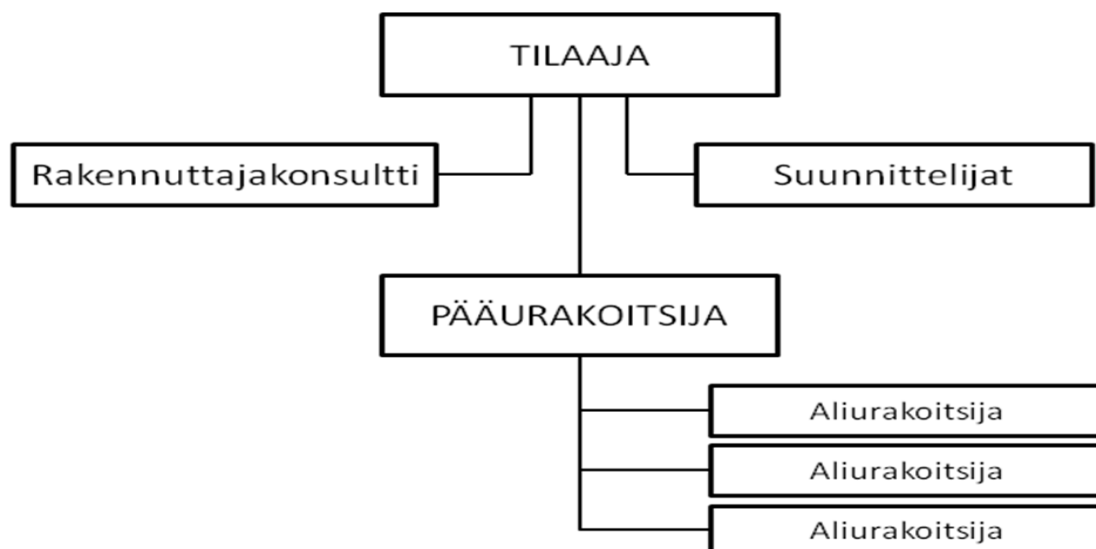 TILAAJA
Rakennuttajakonsultti
Suunnittelijat
PÄÄURAKOITSIJA
Aliurakoitsija
Aliurakoitsija
Aliurakoitsija